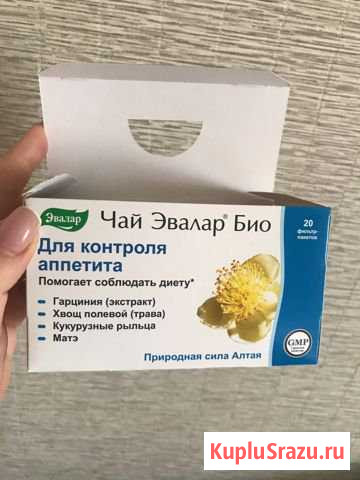 Эвалар
Чай Эвалар® Био
20
фильтр-
пакетов
Для контроля
аппетита
Помогает соблюдать диету*
• Гарциния (экстракт)
• Хвощ полевой (трава)
• Кукурузные рыльца
• Матэ
GMP
Природная сила Алтая
KupluSrazu.ru